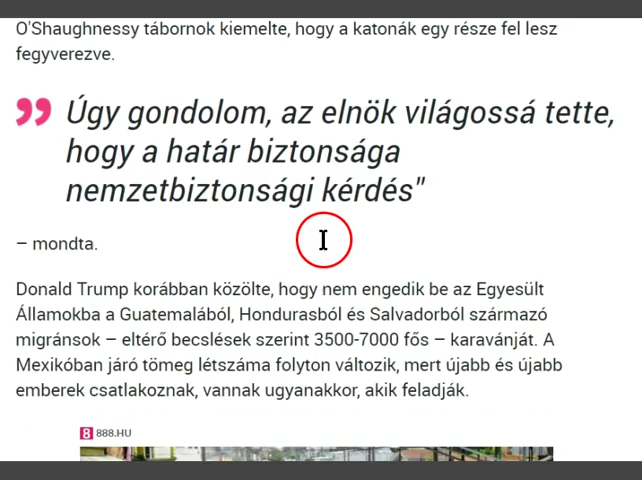 O'Shaughnessy tábornok kiemelte, hogy a katonák egy része fel lesz
fegyverezve.
Úgy gondolom, az elnök világossá tette,
hogy a határ biztonsága
nemzetbiztonsági kérdés"
– mondta.
Donald Trump korábban közölte, hogy nem engedik be az Egyesült
Államokba a Guatemalából, Hondurasból és Salvadorból származó
migránsok – eltérő becslések szerint 3500-7000 fős – karavánját. A
Mexikóban járó tömeg létszáma folyton változik, mert újabb és újabb
emberek csatlakoznak, vannak ugyanakkor, akik feladják.
8 888.HU